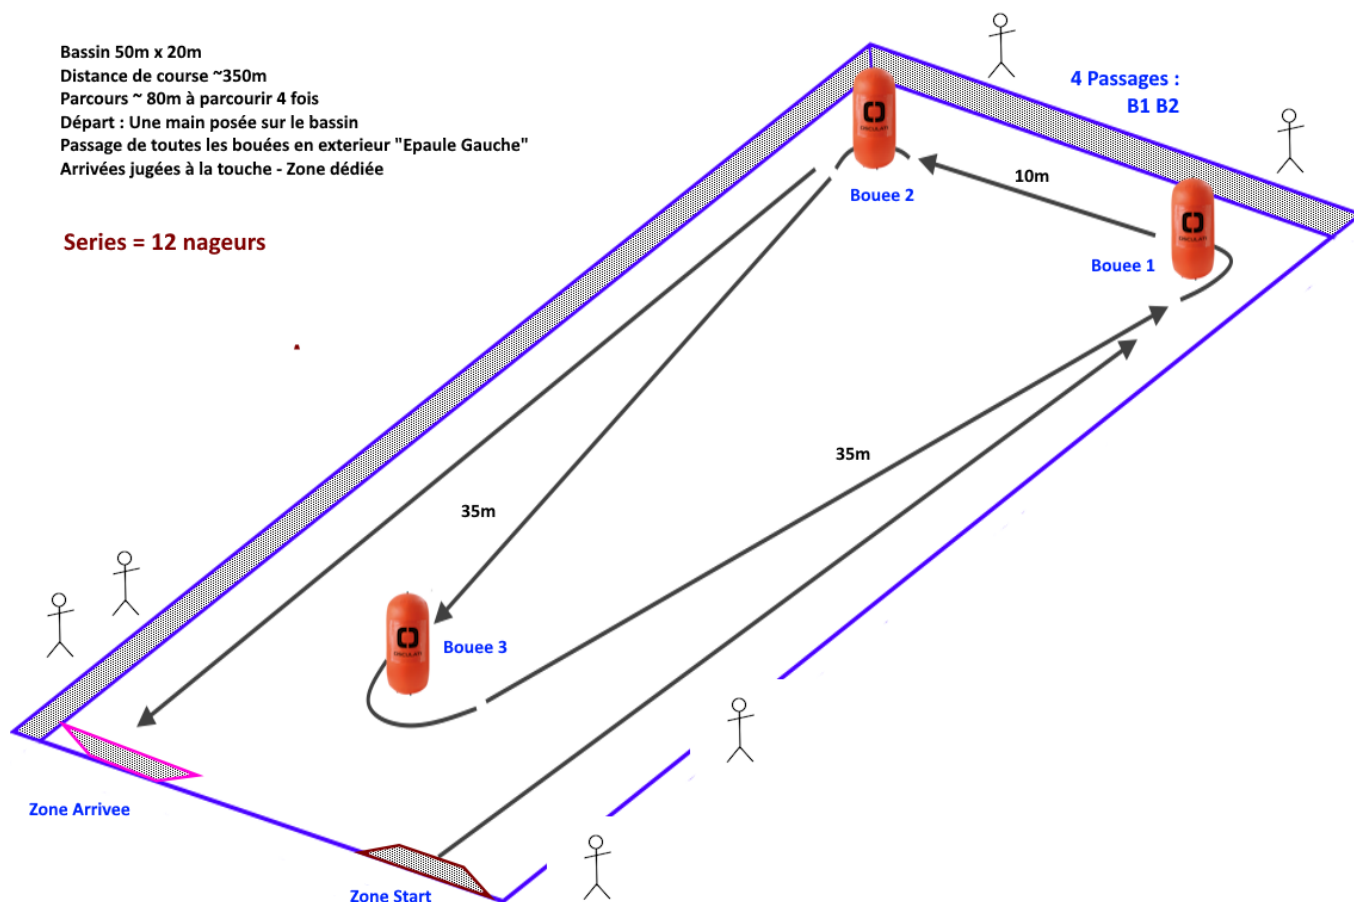 Bassin 50m x 20m
Distance de course ~350m
Parcours ~ 80m à parcourir 4 fois
Départ : Une main posée sur le bassin
Passage de toutes les bouées en exterieur "Epaule Gauche"
Arrivées jugées à la touche - Zone dédiée
Series = 12 nageurs
4 Passages :
B1 B2
10m
Bouee 2
Bouee 1
35m
35m
Bouee 3
Zone Arrivee
Zone Start